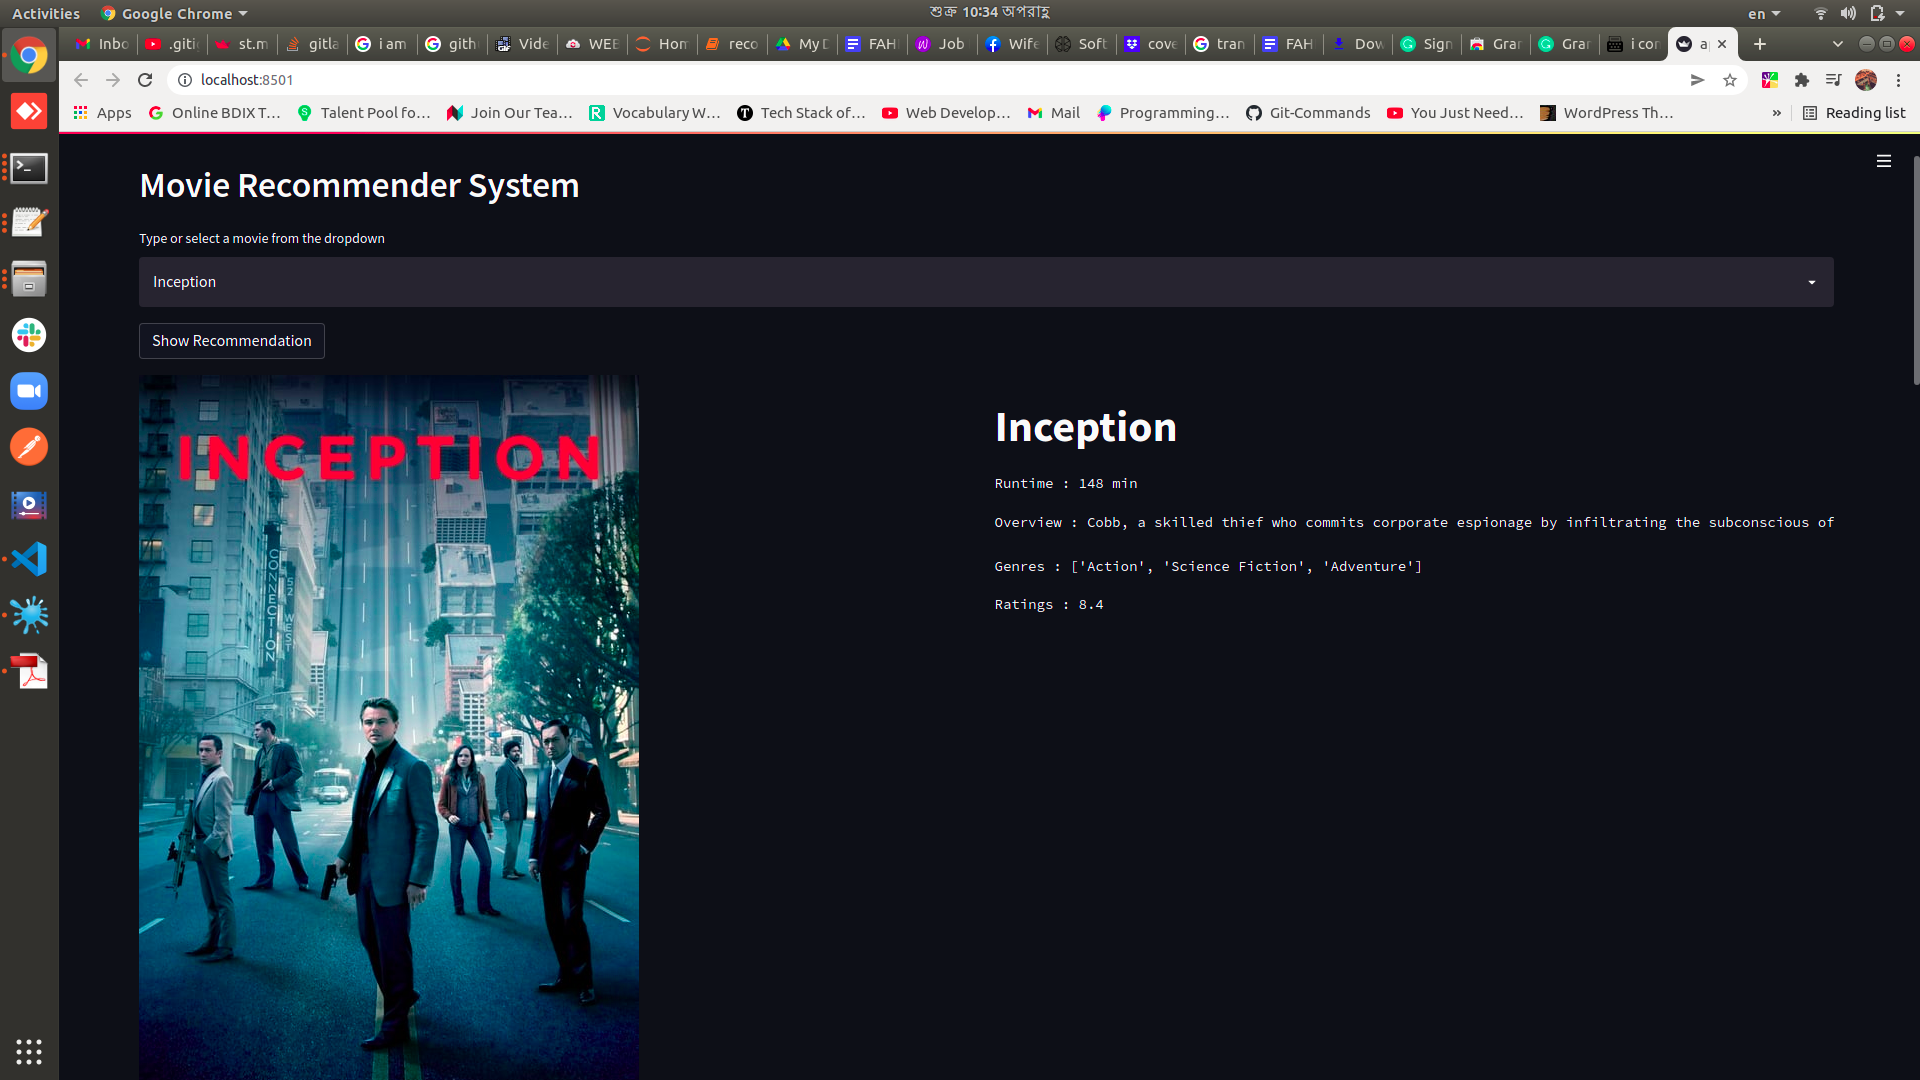 Activities Google Chrome শুক্র 10:34 অপরাহ্ণ en
Inbo .giti st.m gitla i am gith Vide WEB Hom reco My D FAH Job Wife Soft cove tran FAH Dow Sign Gran Gran i con a
localhost:8501
Apps Online BDIX T... Talent Pool fo... Join Our Tea... Vocabulary W... Tech Stack of... Web Develop... Mail Programming... Git-Commands You Just Need... WordPress Th... » Reading list
Movie Recommender System
Type or select a movie from the dropdown
Inception
Show Recommendation
INCEPTION
CONNECTION
52 WEST
Inception
Runtime : 148 min
Overview : Cobb, a skilled thief who commits corporate espionage by infiltrating the subconscious of
Genres : ['Action', 'Science Fiction', 'Adventure']
Ratings : 8.4